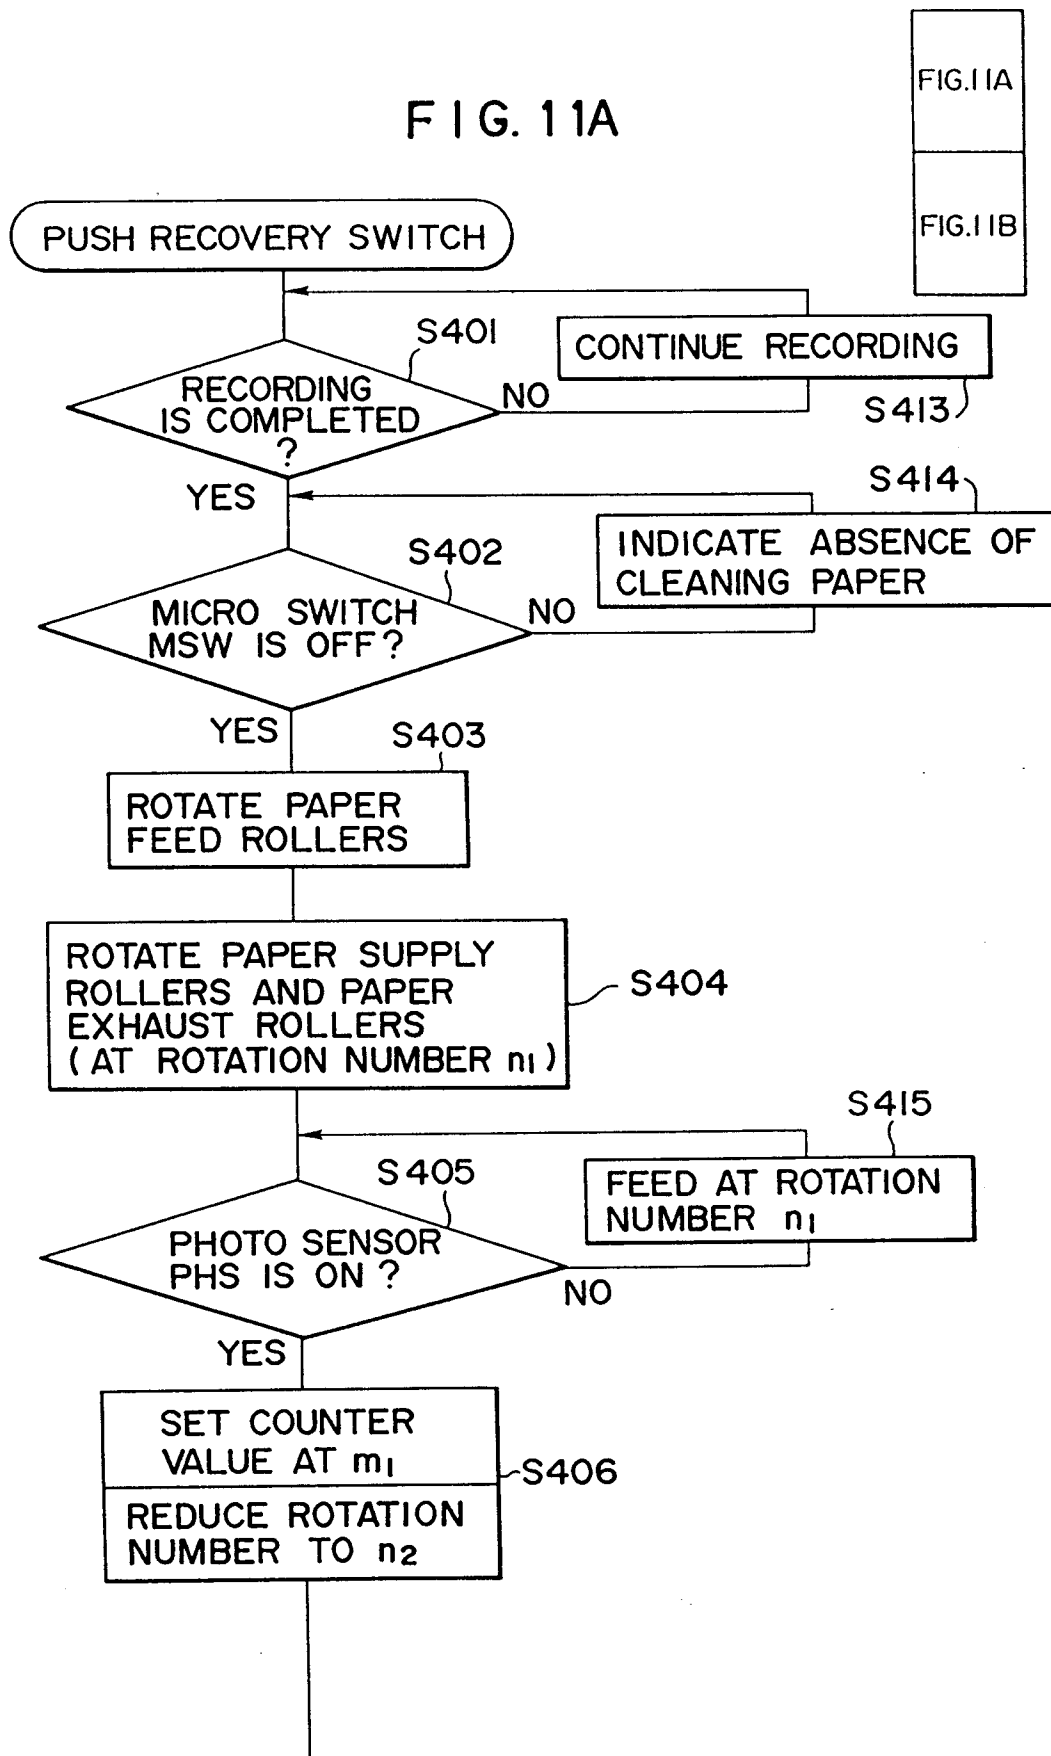 FIG. 11A
FIG.11A
FIG.11B
PUSH RECOVERY SWITCH
S401
RECORDING
IS COMPLETED
?
NO
CONTINUE RECORDING
S413
YES
S414
INDICATE ABSENCE OF
CLEANING PAPER
S402
MICRO SWITCH
MSW IS OFF?
NO
YES
S403
ROTATE PAPER
FEED ROLLERS
ROTATE PAPER SUPPLY
ROLLERS AND PAPER
EXHAUST ROLLERS
(AT ROTATION NUMBER n1)
S404
S415
FEED AT ROTATION
NUMBER n1
S405
PHOTO SENSOR
PHS IS ON?
NO
YES
SET COUNTER
VALUE AT m1
S406
REDUCE ROTATION
NUMBER TO n2